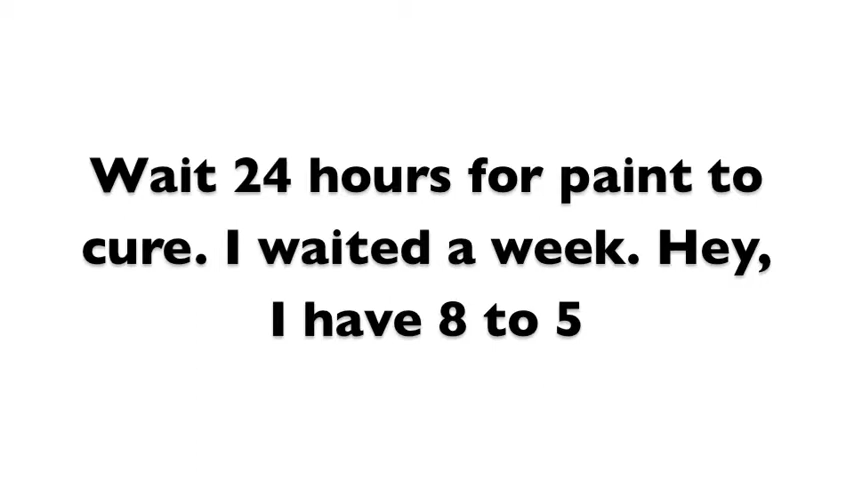 Wait 24 hours for paint to
cure. I waited a week. Hey,
I have 8 to 5